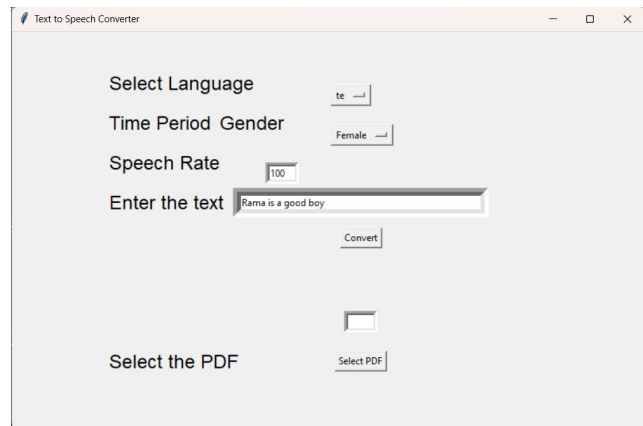 Text to Speech Converter
Select Language te
Time Period Gender Female
Speech Rate 100
Enter the text Rama is a good boy
Convert
Select the PDF Select PDF